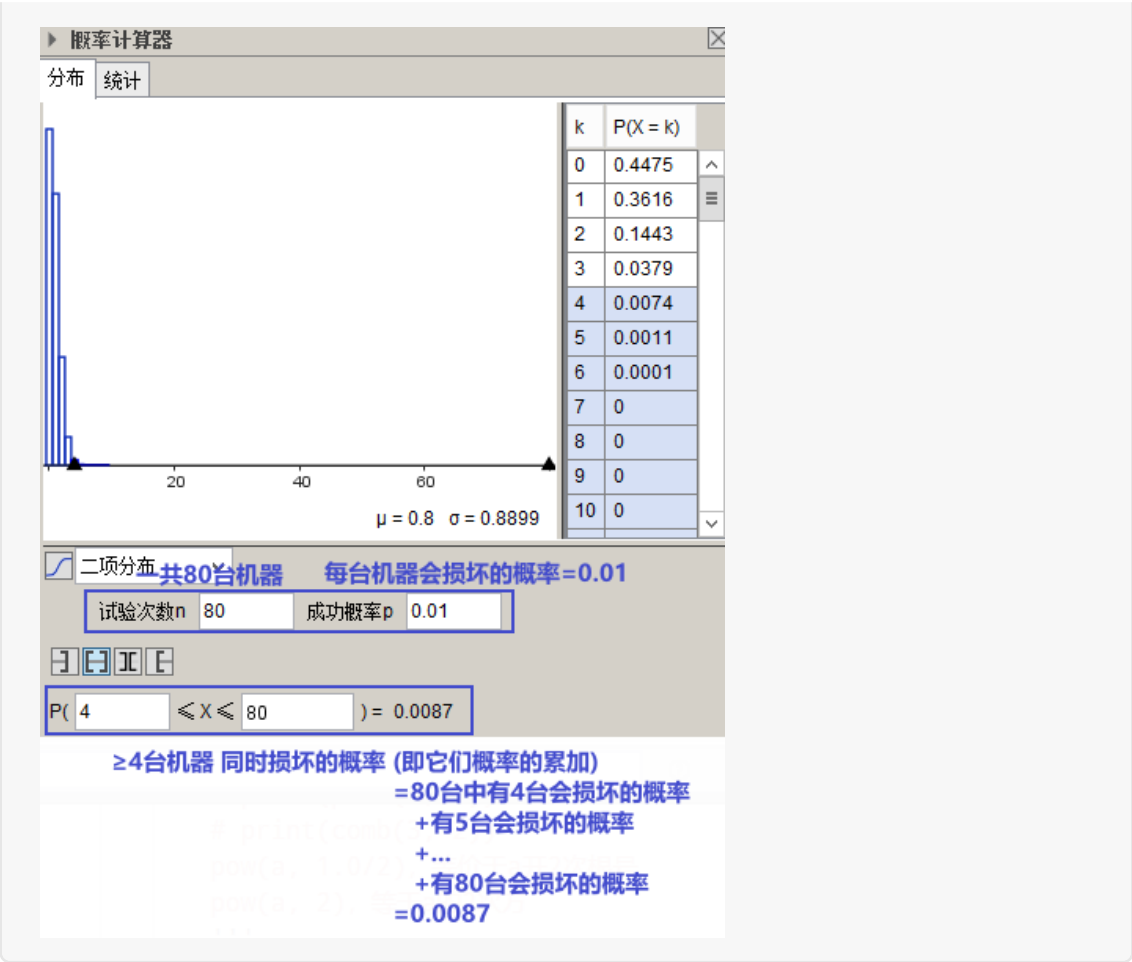 概率计算器
分布 统计
k P(X = k)
0 0.4475
1 0.3616
2 0.1443
3 0.0379
4 0.0074
5 0.0011
6 0.0001
7 0
8 0
9 0
10 0
20 40 60
μ = 0.8 σ = 0.8899
二项分布
一共80台机器 每台机器会损坏的概率=0.01
试验次数n 80 成功概率p 0.01
P( 4 ≤ X ≤ 80 ) = 0.0087
≥4台机器 同时损坏的概率 (即它们概率的累加)
=80台中有4台会损坏的概率
+有5台会损坏的概率
+...
+有80台会损坏的概率
=0.0087